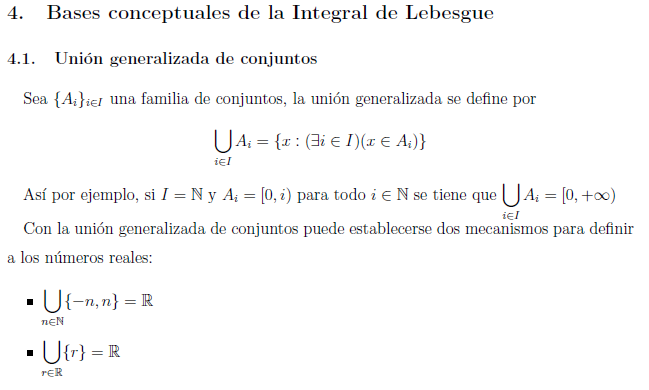 4. Bases conceptuales de la Integral de Lebesgue
4.1. Unión generalizada de conjuntos
Sea {A_i}_{i∈I} una familia de conjuntos, la unión generalizada se define por
⋃_{i∈I} A_i = {x : (∃i ∈ I)(x ∈ A_i)}
Así por ejemplo, si I = ℕ y A_i = [0, i) para todo i ∈ ℕ se tiene que ⋃_{i∈I} A_i = [0, +∞)
Con la unión generalizada de conjuntos puede establecerse dos mecanismos para definir
a los números reales:
▪ ⋃_{n∈ℕ} {−n, n} = ℝ
▪ ⋃_{r∈ℝ} {r} = ℝ